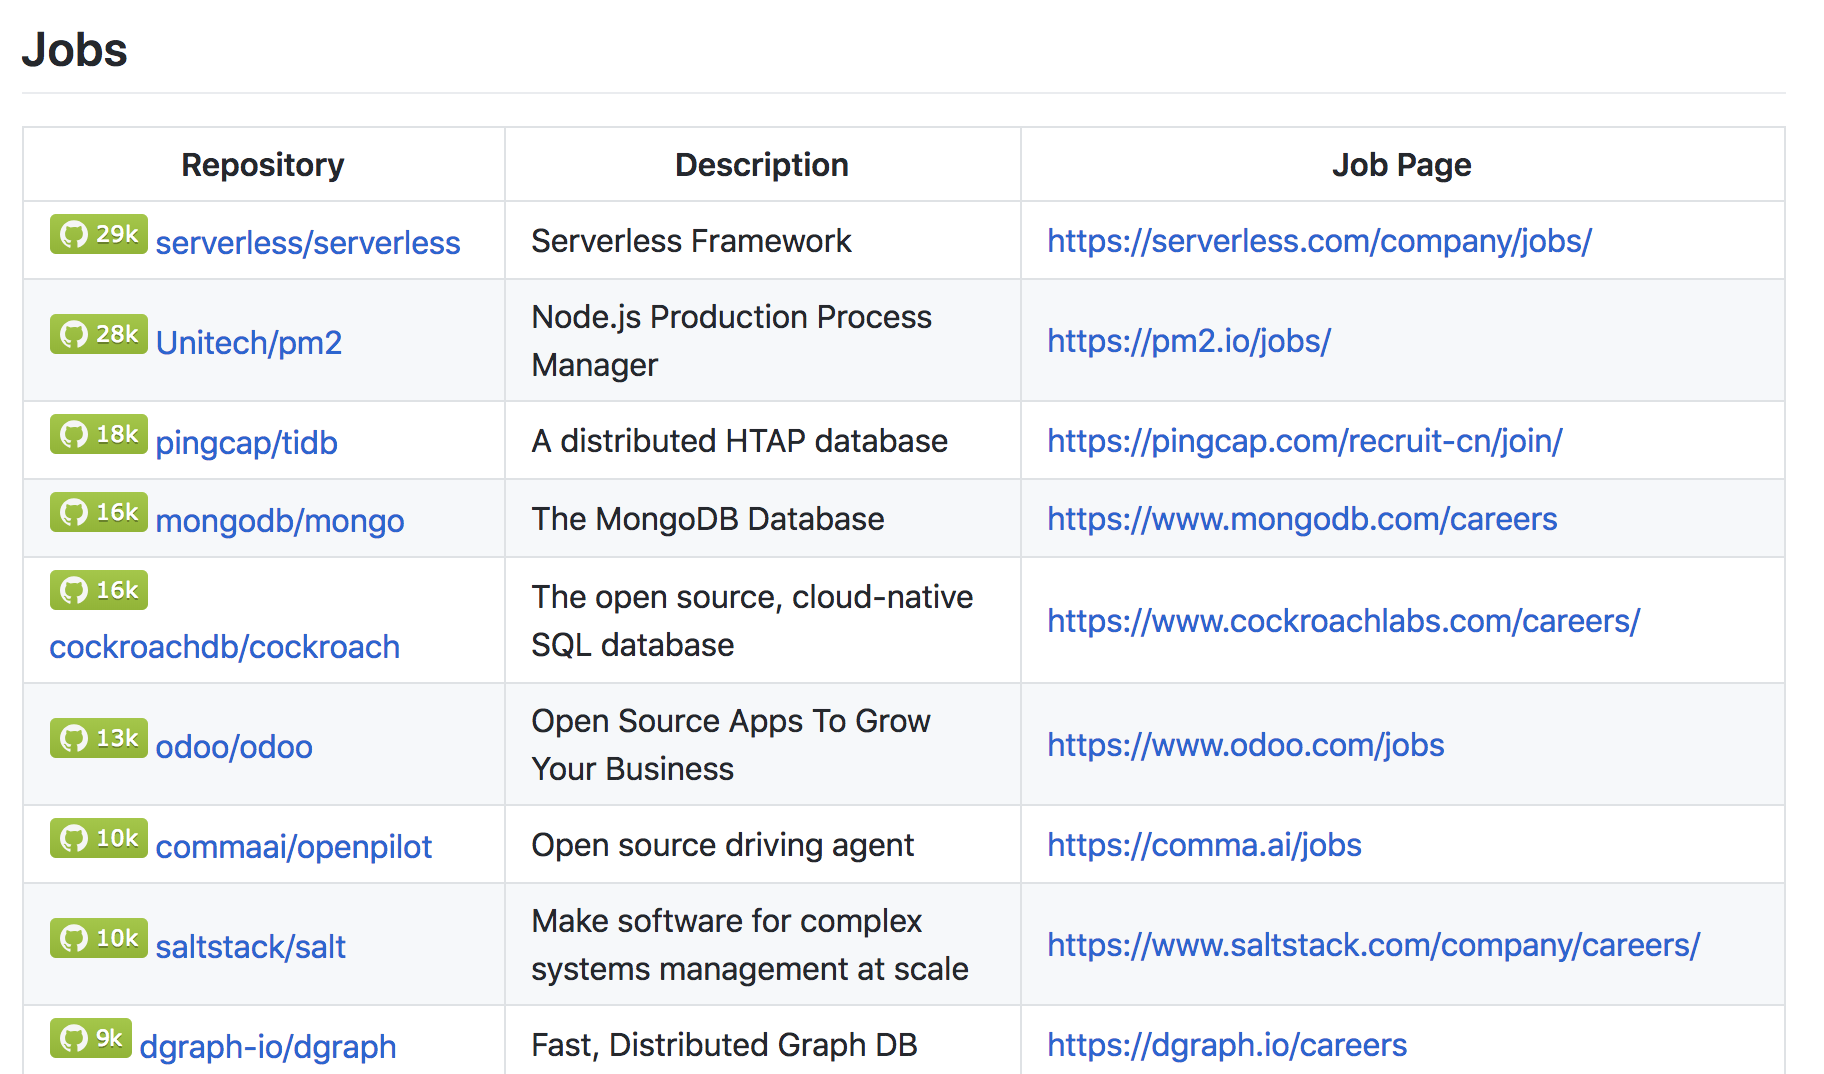 Jobs
Repository Description Job Page
29k serverless/serverless Serverless Framework https://serverless.com/company/jobs/
28k Unitech/pm2 Node.js Production Process https://pm2.io/jobs/
Manager
18k pingcap/tidb A distributed HTAP database https://pingcap.com/recruit-cn/join/
16k mongodb/mongo The MongoDB Database https://www.mongodb.com/careers
16k The open source, cloud-native https://www.cockroachlabs.com/careers/
cockroachdb/cockroach SQL database
13k odoo/odoo Open Source Apps To Grow https://www.odoo.com/jobs
Your Business
10k commaai/openpilot Open source driving agent https://comma.ai/jobs
10k saltstack/salt Make software for complex https://www.saltstack.com/company/careers/
systems management at scale
9k dgraph-io/dgraph Fast, Distributed Graph DB https://dgraph.io/careers